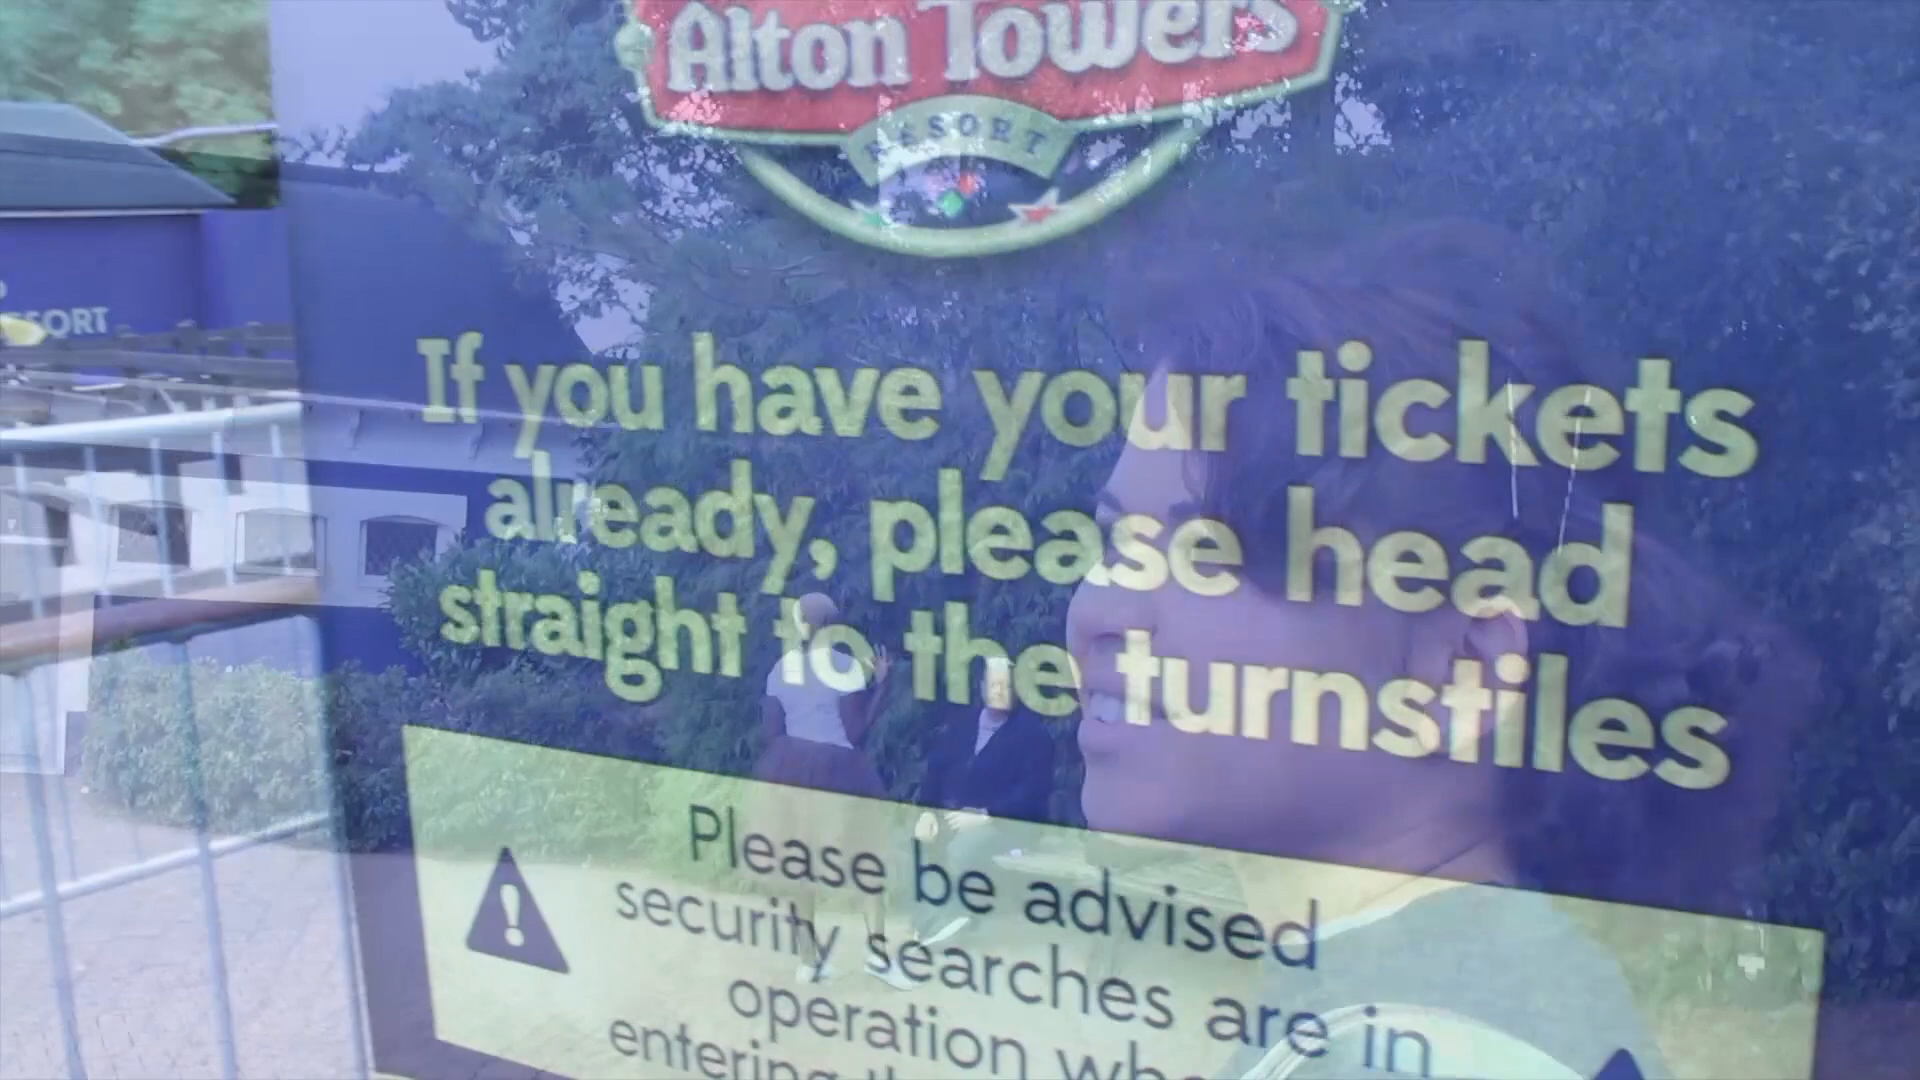 Alton Towers
RESORT
If you have your tickets
already, please head
straight to the turnstiles
Please be advised
security searches are in
operation
entering